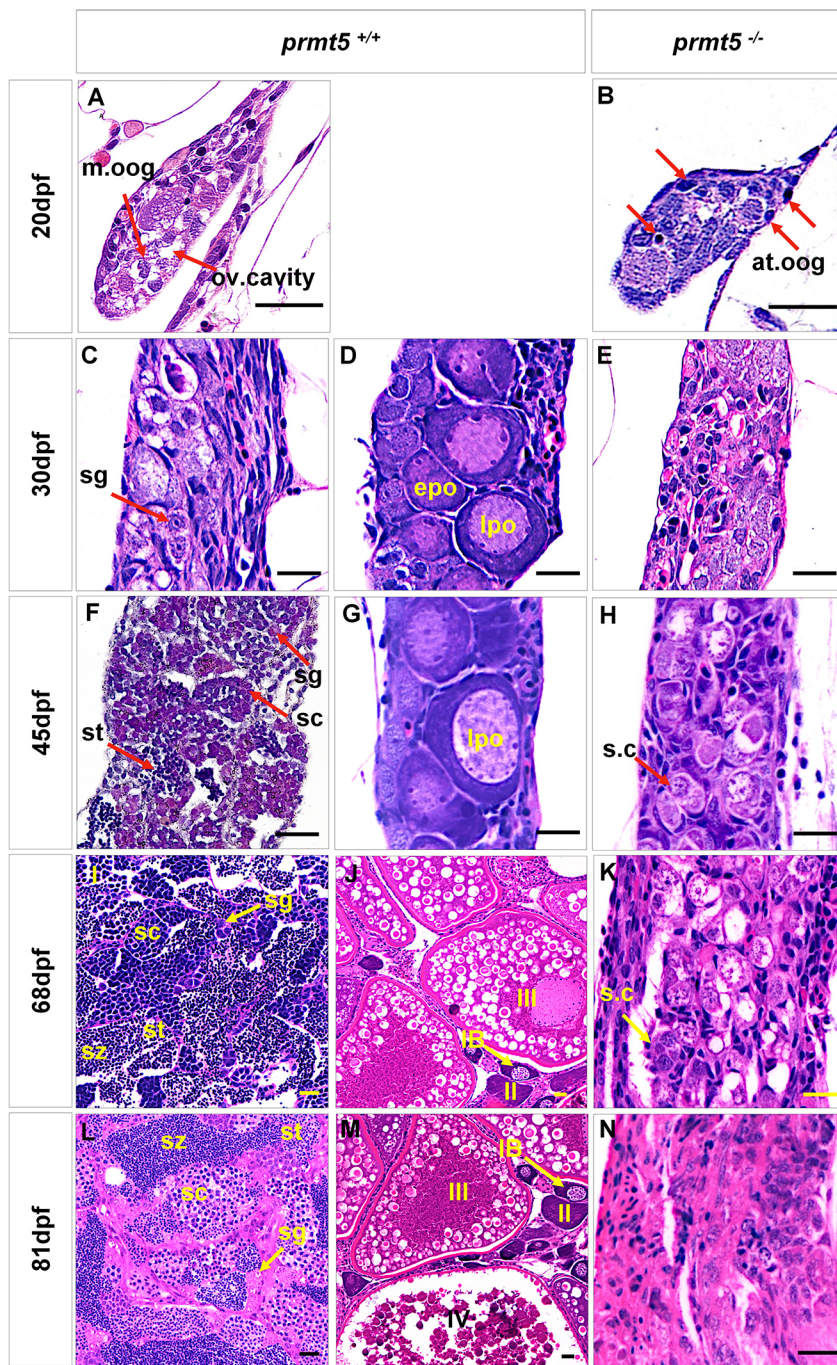 prmt5 +/+
prmt5 -/-
20dpf
A
m.oog
ov.cavity
B
at.oog
30dpf
C
sg
D
epo
lpo
E
45dpf
F
sg
sc
st
G
lpo
H
s.c
68dpf
I
sg
sc
st
sz
J
III
IB
II
K
s.c
81dpf
L
sz
st
sc
sg
M
IB
III
II
IV
N